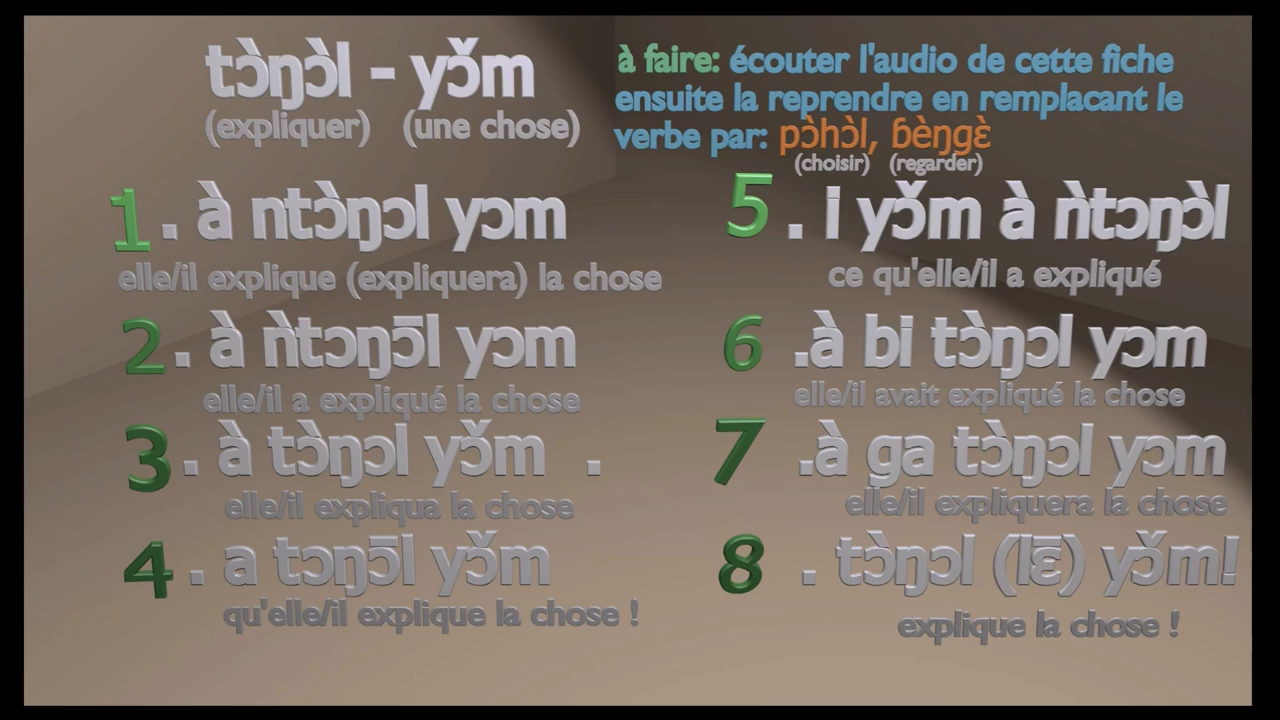 tɔ̀ŋɔ̀l - yɔ̌m
(expliquer) (une chose)
à faire: écouter l'audio de cette fiche
ensuite la reprendre en remplacant le
verbe par: pɔ̀hɔ̀l, ɓèŋgɛ̀
(choisir) (regarder)
1. à ntɔ̀ŋɔl yɔm
elle/il explique (expliquera) la chose
2. à ǹtɔŋɔ̄l yɔm
elle/il a expliqué la chose
3. à tɔ̀ŋɔl yɔ̌m .
elle/il expliqua la chose
4. a tɔŋɔ̄l yɔ̌m
qu'elle/il explique la chose !
5. i yɔ̌m à ǹtɔŋɔ̀l
ce qu'elle/il a expliqué
6.à bi tɔ̀ŋɔl yɔm
elle/il avait expliqué la chose
7.à ga tɔ̀ŋɔl yɔm
elle/il expliquera la chose
8. tɔ̀ŋɔl (lɛ̄) yɔ̌m!
explique la chose !